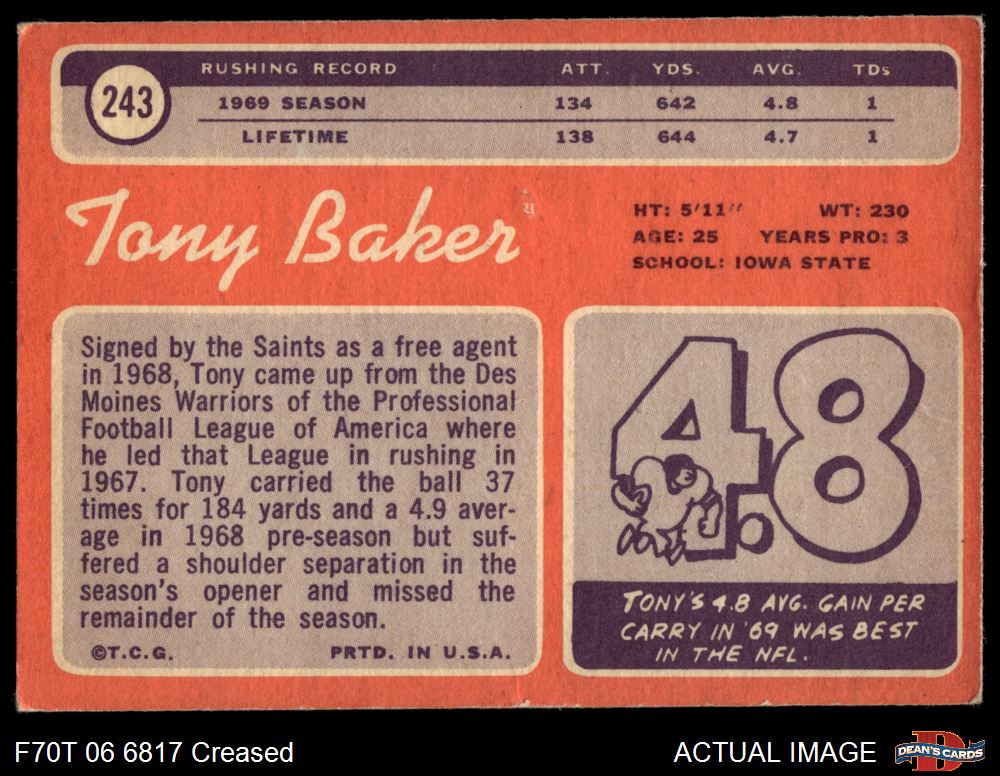 243
RUSHING RECORD ATT. YDS. AVG. TDs
1969 SEASON 134 642 4.8 1
LIFETIME 138 644 4.7 1
Tony Baker
HT: 5'11" WT: 230
AGE: 25 YEARS PRO: 3
SCHOOL: IOWA STATE
Signed by the Saints as a free agent
in 1968, Tony came up from the Des
Moines Warriors of the Professional
Football League of America where
he led that League in rushing in
1967. Tony carried the ball 37
times for 184 yards and a 4.9 aver-
age in 1968 pre-season but suf-
fered a shoulder separation in the
season's opener and missed the
remainder of the season.
©T.C.G. PRTD. IN U.S.A.
4.8
TONY'S 4.8 AVG. GAIN PER
CARRY IN '69 WAS BEST
IN THE NFL.
F70T 06 6817 Creased
ACTUAL IMAGE
DEAN'S CARDS